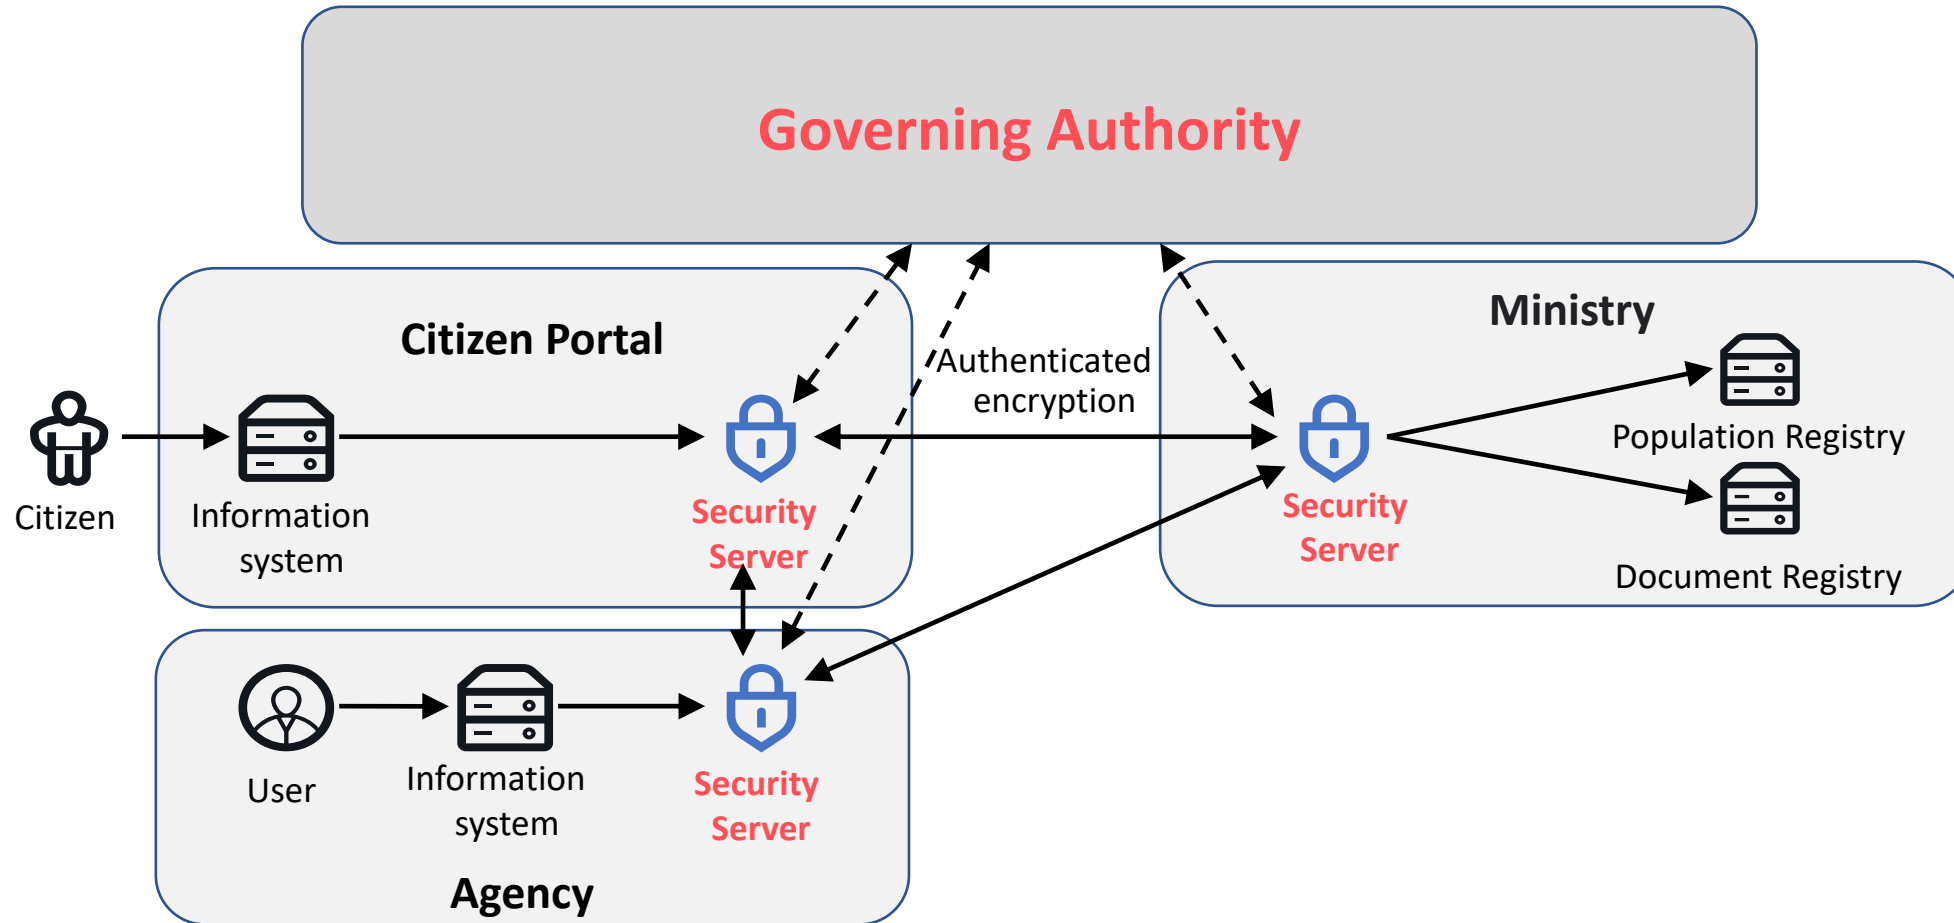 Governing Authority
Citizen Portal
Ministry
Authenticated
encryption
Citizen
Information
system
Security
Server
Security
Server
Population Registry
Document Registry
User
Information
system
Security
Server
Agency